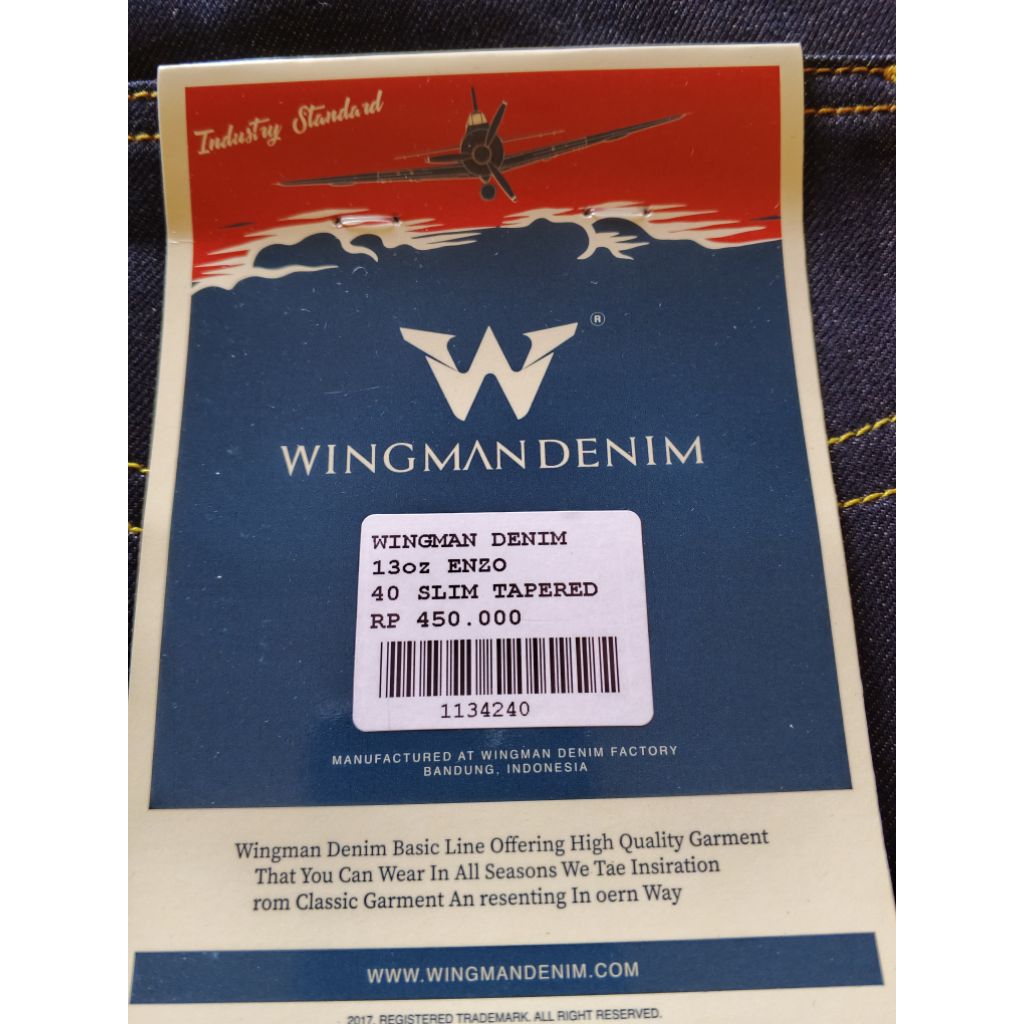 Industry Standard
W
®
WINGMAN DENIM
WINGMAN DENIM
13oz ENZO
40 SLIM TAPERED
RP 450.000
1134240
MANUFACTURED AT WINGMAN DENIM FACTORY
BANDUNG, INDONESIA
Wingman Denim Basic Line Offering High Quality Garment
That You Can Wear In All Seasons We Tae Insiration
rom Classic Garment An resenting In oern Way
WWW.WINGMANDENIM.COM
2017. REGISTERED TRADEMARK. ALL RIGHT RESERVED.